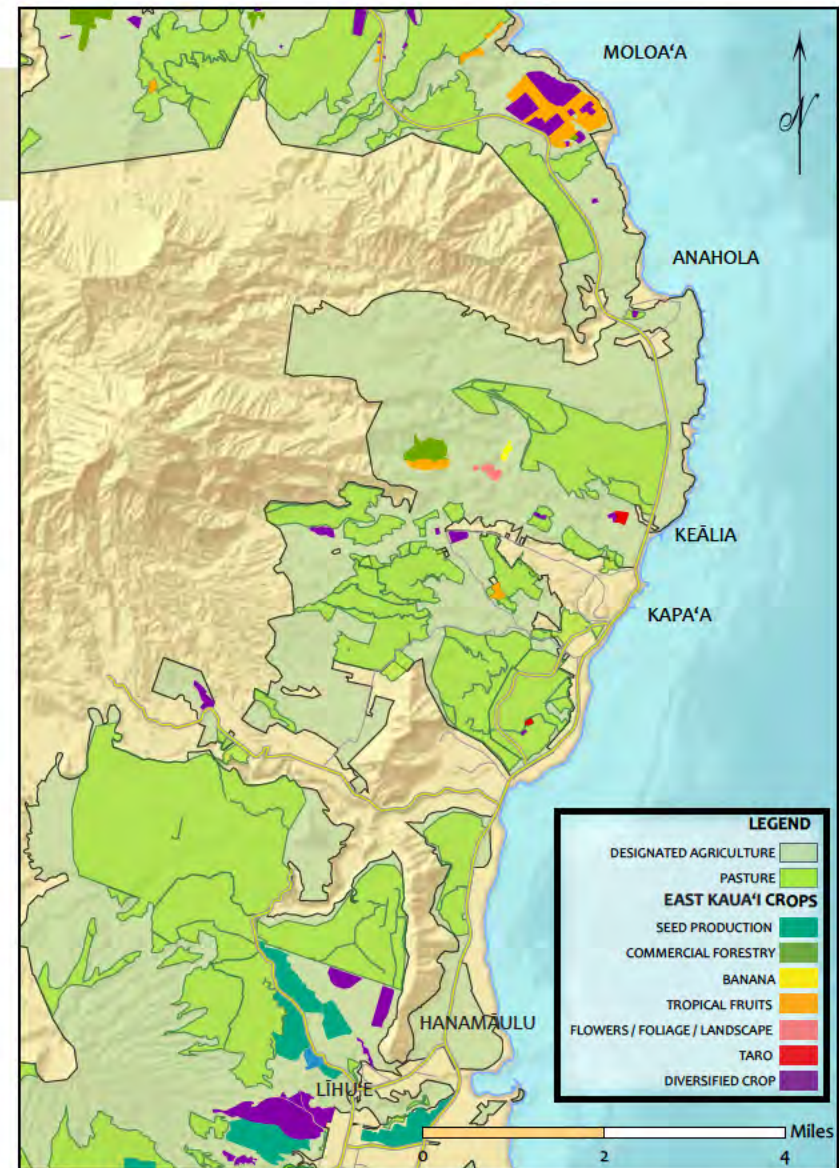 MOLOAʻA
N
ANAHOLA
KEĀLIA
KAPAʻA
LEGEND
DESIGNATED AGRICULTURE
PASTURE
EAST KAUAʻI CROPS
SEED PRODUCTION
COMMERCIAL FORESTRY
BANANA
TROPICAL FRUITS
FLOWERS / FOLIAGE / LANDSCAPE
TARO
DIVERSIFIED CROP
HANAMĀULU
LĪHUʻE
Miles
0 2 4